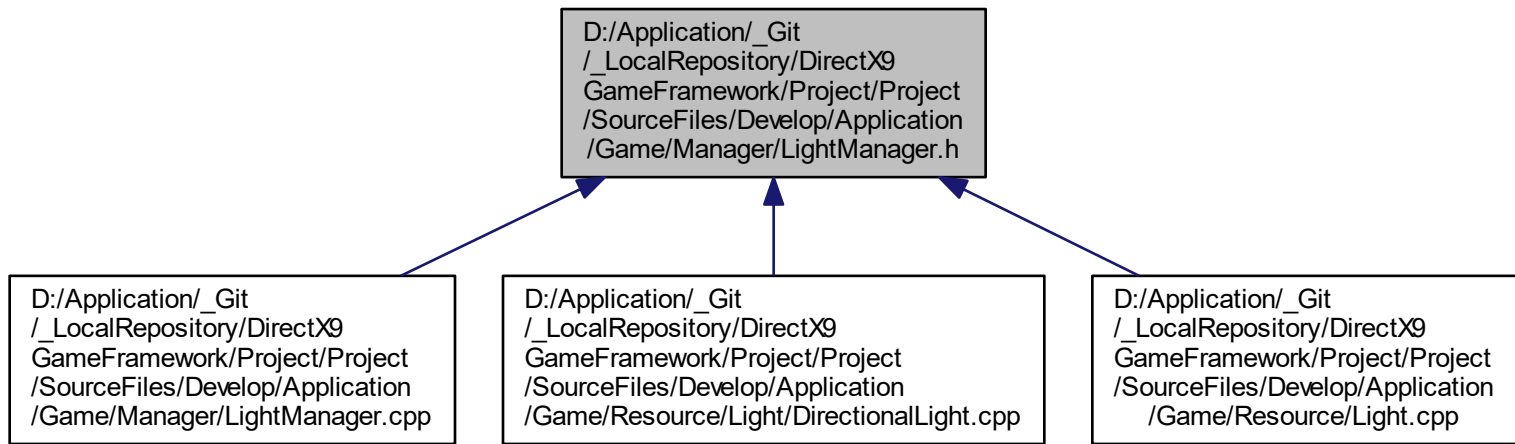 D:/Application/_Git
/_LocalRepository/DirectX9
GameFramework/Project/Project
/SourceFiles/Develop/Application
/Game/Manager/LightManager.h
D:/Application/_Git
/_LocalRepository/DirectX9
GameFramework/Project/Project
/SourceFiles/Develop/Application
/Game/Manager/LightManager.cpp
D:/Application/_Git
/_LocalRepository/DirectX9
GameFramework/Project/Project
/SourceFiles/Develop/Application
/Game/Resource/Light/DirectionalLight.cpp
D:/Application/_Git
/_LocalRepository/DirectX9
GameFramework/Project/Project
/SourceFiles/Develop/Application
/Game/Resource/Light.cpp